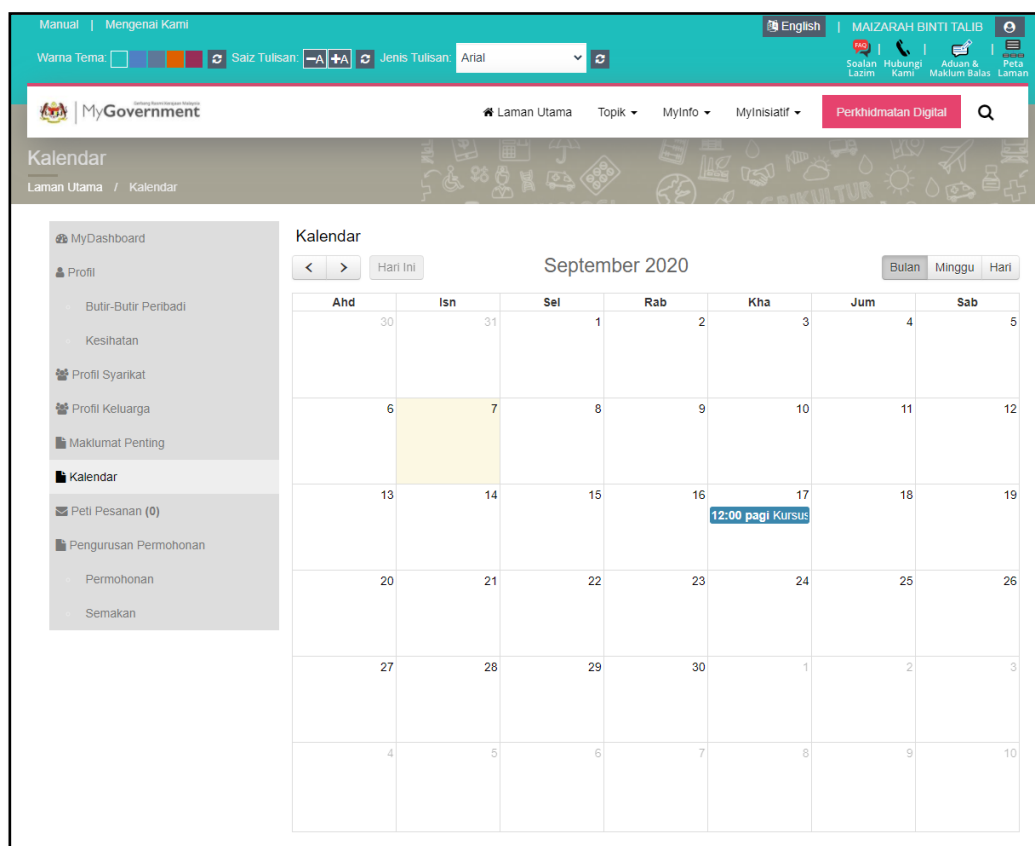 Manual | Mengenai Kami
English | MAIZARAH BINTI TALIB
Warna Tema: Saiz Tulisan: -A +A Jenis Tulisan: Arial
FAQ
Soalan Lazim | Hubungi Kami | Aduan & Maklum Balas | Peta Laman
MyGovernment
Laman Utama Topik MyInfo MyInisiatif Perkhidmatan Digital
Kalendar
Laman Utama / Kalendar
MyDashboard
Profil
Butir-Butir Peribadi
Kesihatan
Profil Syarikat
Profil Keluarga
Maklumat Penting
Kalendar
Peti Pesanan (0)
Pengurusan Permohonan
Permohonan
Semakan
Kalendar
< > Hari Ini September 2020 Bulan Minggu Hari
Ahd Isn Sel Rab Kha Jum Sab
30 31 1 2 3 4 5
6 7 8 9 10 11 12
13 14 15 16 17 18 19
12:00 pagi Kursus
20 21 22 23 24 25 26
27 28 29 30 1 2 3
4 5 6 7 8 9 10